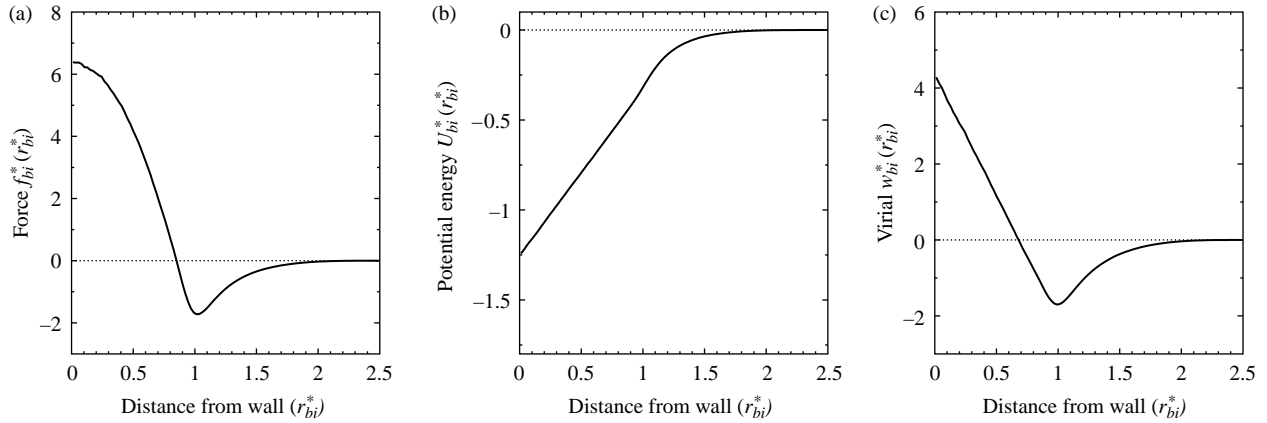 (a)
Force f*bi (r*bi)
8
6
4
2
0
−2
0 0.5 1 1.5 2 2.5
Distance from wall (r*bi)
(b)
Potential energy U*bi (r*bi)
0
−0.5
−1
−1.5
0 0.5 1 1.5 2 2.5
Distance from wall (r*bi)
(c)
Virial w*bi (r*bi)
6
4
2
0
−2
0 0.5 1 1.5 2 2.5
Distance from wall (r*bi)